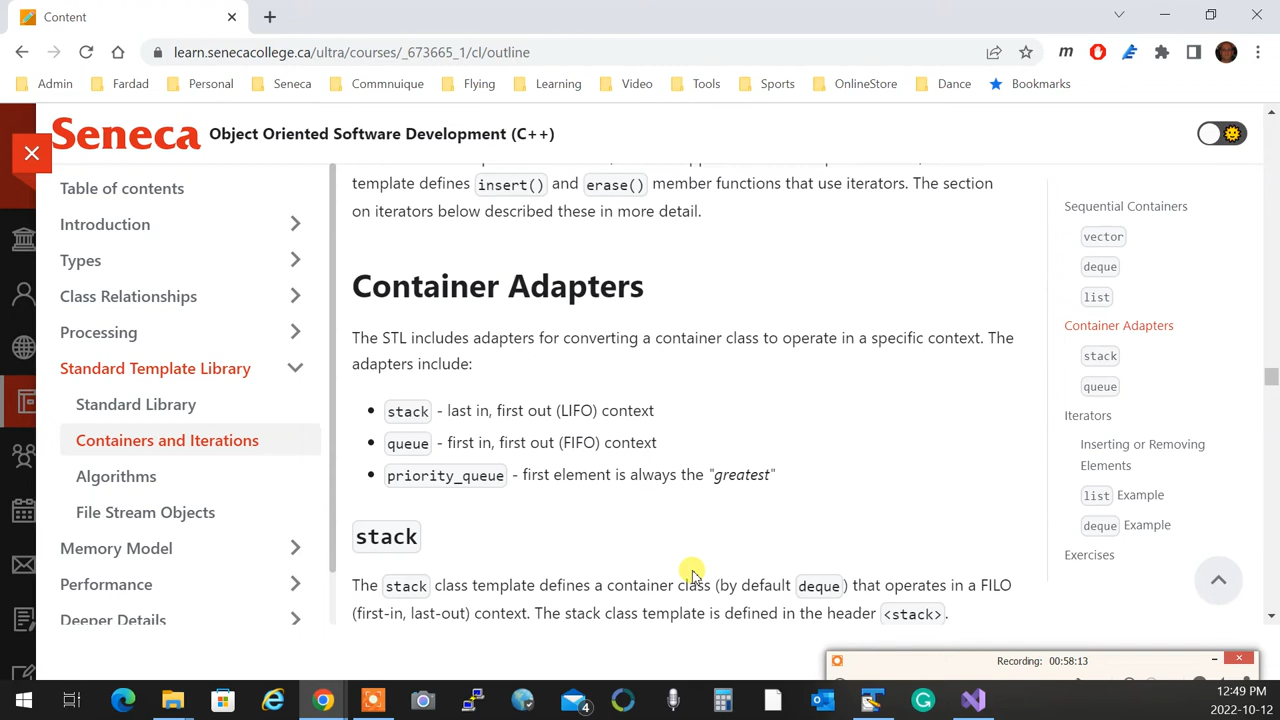 Content
learn.senecacollege.ca/ultra/courses/_673665_1/cl/outline
m
Admin Fardad Personal Seneca Commnuique Flying Learning Video Tools Sports OnlineStore Dance Bookmarks
Seneca Object Oriented Software Development (C++)
Table of contents
Introduction
Types
Class Relationships
Processing
Standard Template Library
Standard Library
Containers and Iterations
Algorithms
File Stream Objects
Memory Model
Performance
Deeper Details
template defines insert() and erase() member functions that use iterators. The section
on iterators below described these in more detail.
Container Adapters
The STL includes adapters for converting a container class to operate in a specific context. The
adapters include:
stack - last in, first out (LIFO) context
queue - first in, first out (FIFO) context
priority_queue - first element is always the "greatest"
stack
The stack class template defines a container class (by default deque) that operates in a FILO
(first-in, last-out) context. The stack class template is defined in the header <stack>.
Sequential Containers
vector
deque
list
Container Adapters
stack
queue
Iterators
Inserting or Removing
Elements
list Example
deque Example
Exercises
Recording: 00:58:13
4
12:49 PM
2022-10-12